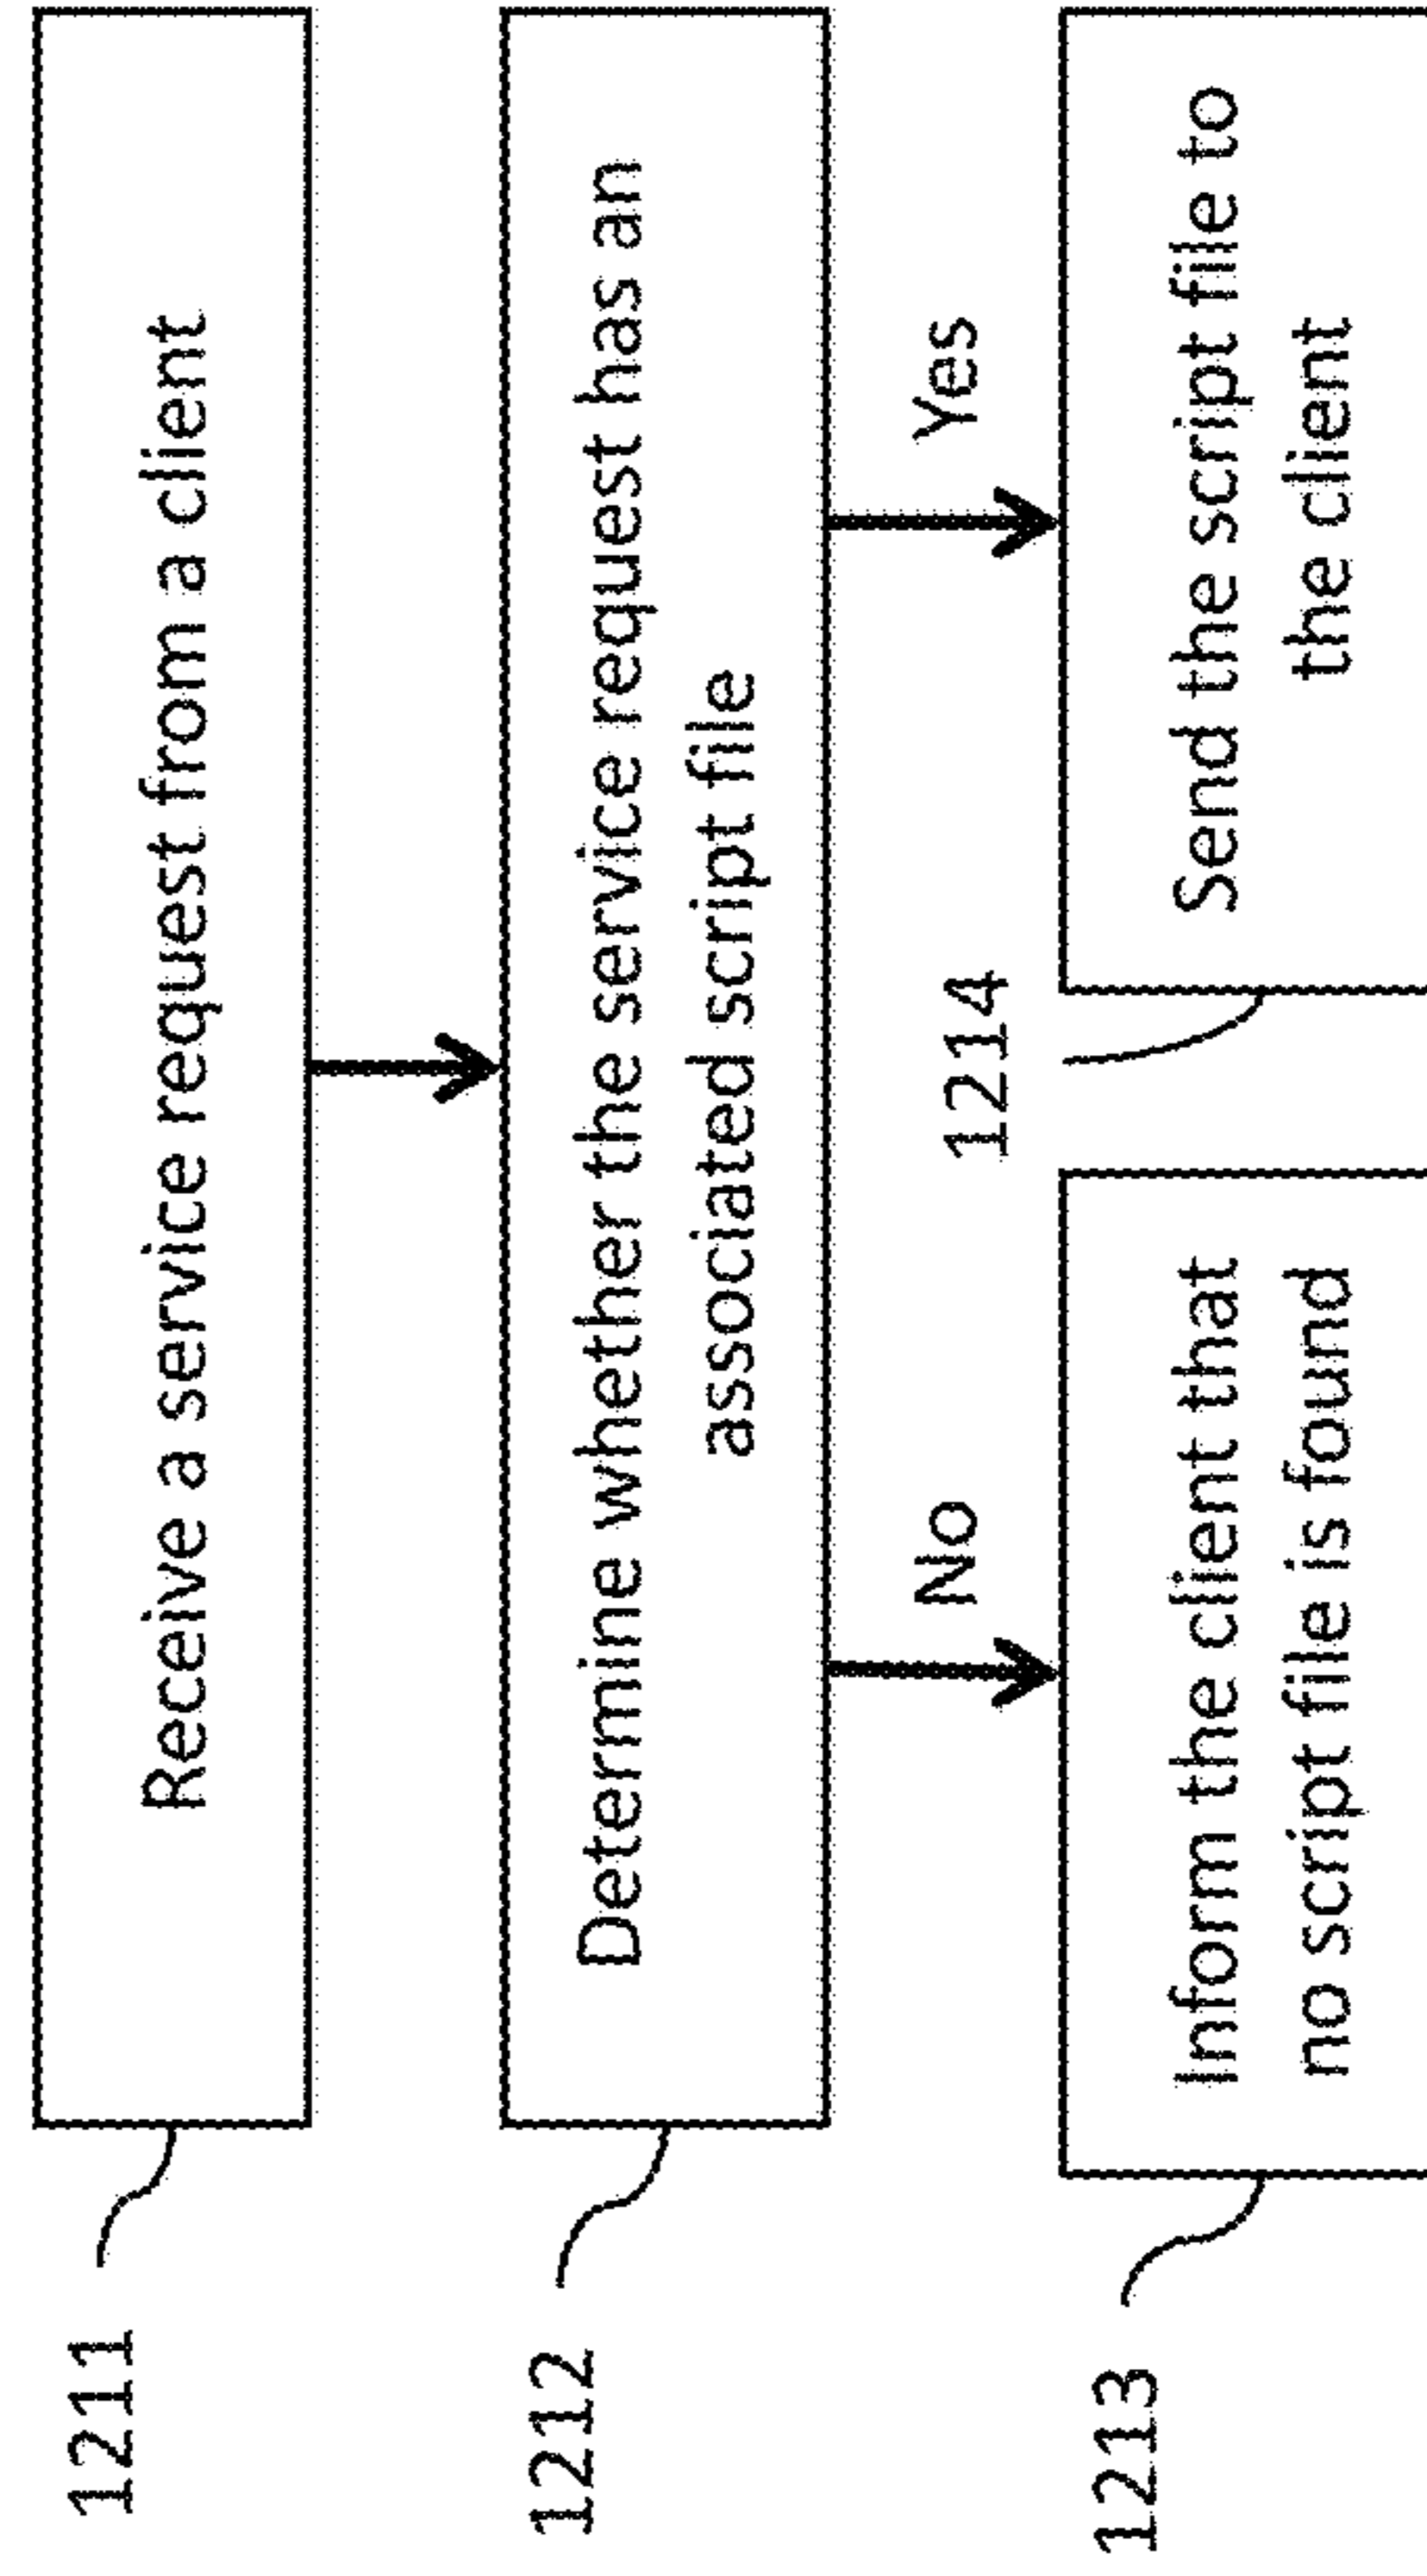 1211
Receive a service request from a client
1212
Determine whether the service request has an
associated script file
No
Yes
1213
Inform the client that
no script file is found
1214
Send the script file to
the client